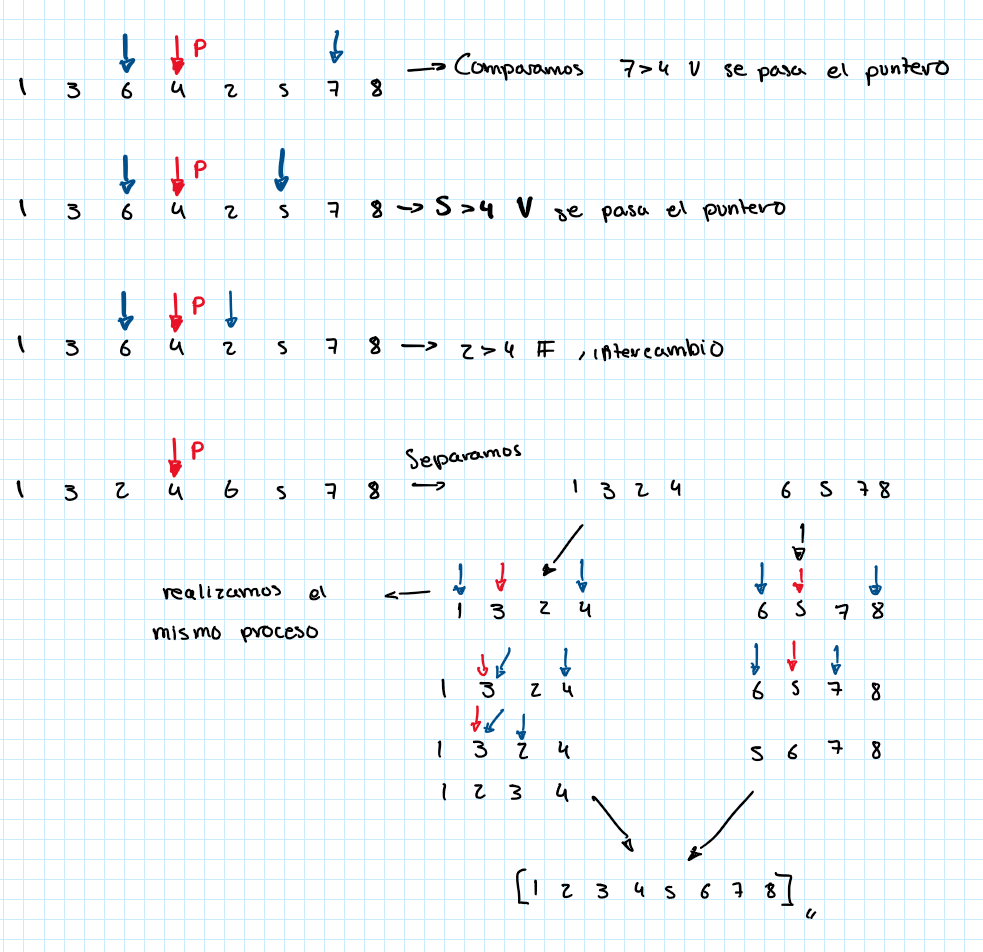 P
1 3 6 4 2 5 7 8 → Comparamos 7>4 V se pasa el puntero
P
1 3 6 4 2 5 7 8 → 5>4 V se pasa el puntero
P
1 3 6 4 2 5 7 8 → 2>4 F, intercambio
P
1 3 2 4 6 5 7 8 → Separamos 1 3 2 4 6 5 7 8
realizamos el
mismo proceso
← 1 3 2 4 6 5 7 8
1 3 2 4 6 5 7 8
1 3 2 4 5 6 7 8
1 2 3 4
[1 2 3 4 5 6 7 8]